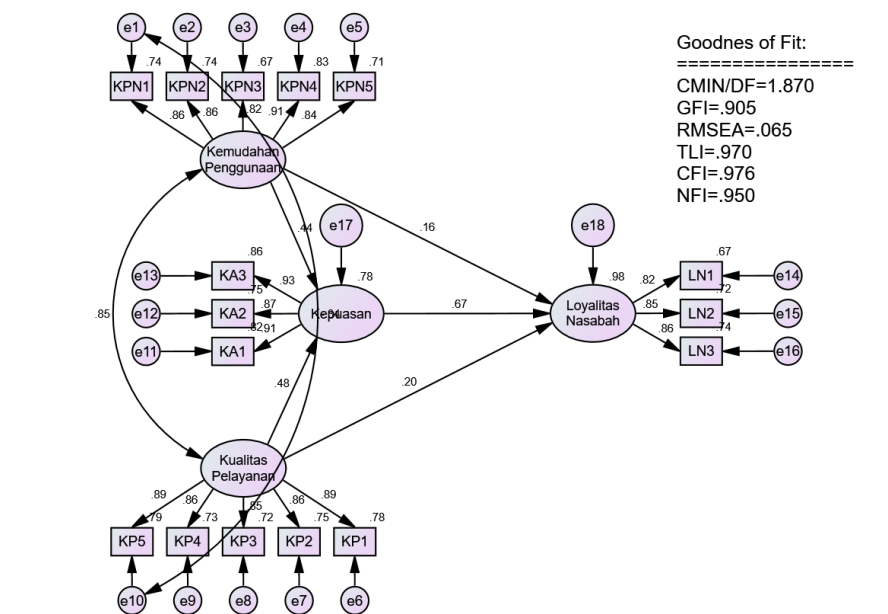 e1 e2 e3 e4 e5
.74 .74 .67 .83 .71
KPN1 KPN2 KPN3 KPN4 KPN5
.86 .86 .82 .91 .84
Kemudahan
Penggunaan
Goodnes of Fit:
================
CMIN/DF=1.870
GFI=.905
RMSEA=.065
TLI=.970
CFI=.976
NFI=.950
.44 .16
e17 e18
.86 .78 .98 .67
e13 KA3 .93 .82 LN1 e14
.75 .72
.85 e12 KA2 .87 Kepuasan .67 Loyalitas
Nasabah .85 LN2 e15
.82 .91 .86 .74
e11 KA1 LN3 e16
.48 .20
Kualitas
Pelayanan
.89 .86 .85 .86 .89
.79 .73 .72 .75 .78
KP5 KP4 KP3 KP2 KP1
e10 e9 e8 e7 e6